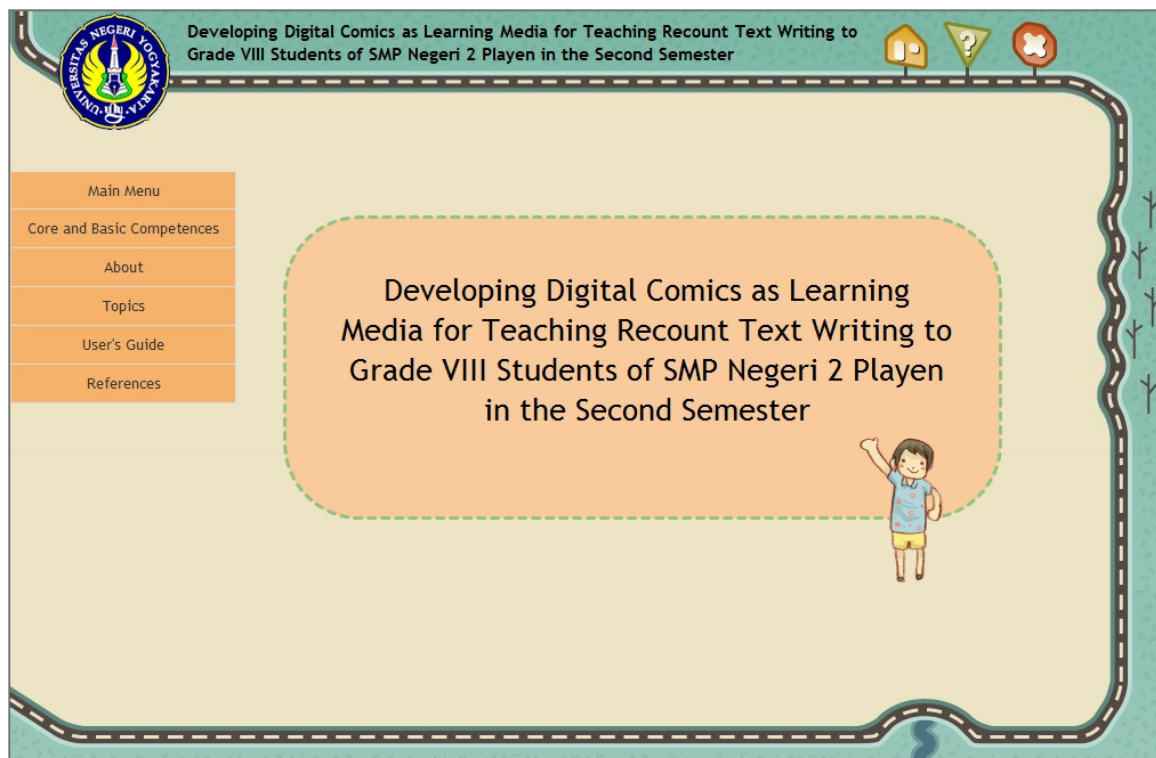 Developing Digital Comics as Learning Media for Teaching Recount Text Writing to
Grade VIII Students of SMP Negeri 2 Playen in the Second Semester
?
UNIVERSITAS NEGERI YOGYAKARTA
Main Menu
Core and Basic Competences
About
Topics
User's Guide
References
Developing Digital Comics as Learning
Media for Teaching Recount Text Writing to
Grade VIII Students of SMP Negeri 2 Playen
in the Second Semester